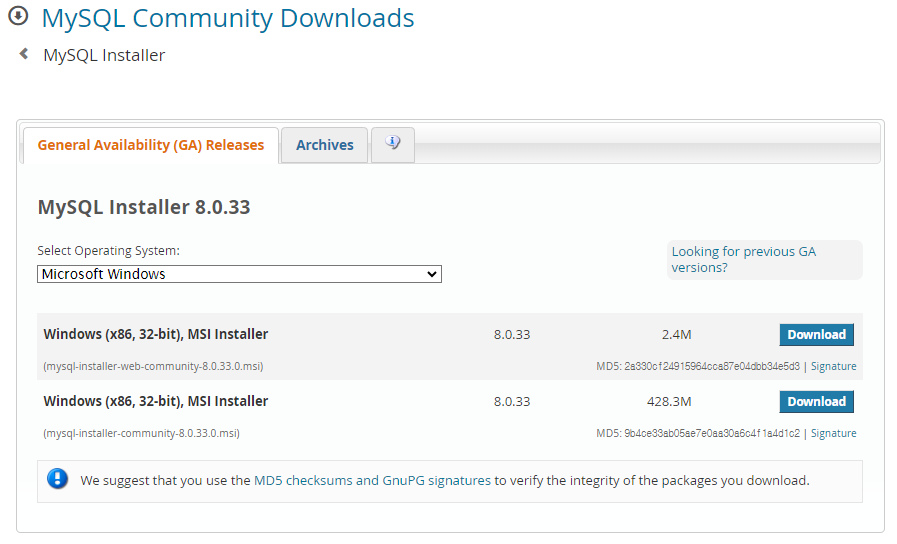 MySQL Community Downloads
MySQL Installer
General Availability (GA) Releases
Archives
MySQL Installer 8.0.33
Select Operating System:
Microsoft Windows
Looking for previous GA
versions?
Windows (x86, 32-bit), MSI Installer 8.0.33 2.4M Download
(mysql-installer-web-community-8.0.33.0.msi) MD5: 2a330cf24915964cca87e04dbb34e5d3 | Signature
Windows (x86, 32-bit), MSI Installer 8.0.33 428.3M Download
(mysql-installer-community-8.0.33.0.msi) MD5: 9b4ce33ab05ae7e0aa30a6c4f1a4d1c2 | Signature
We suggest that you use the MD5 checksums and GnuPG signatures to verify the integrity of the packages you download.